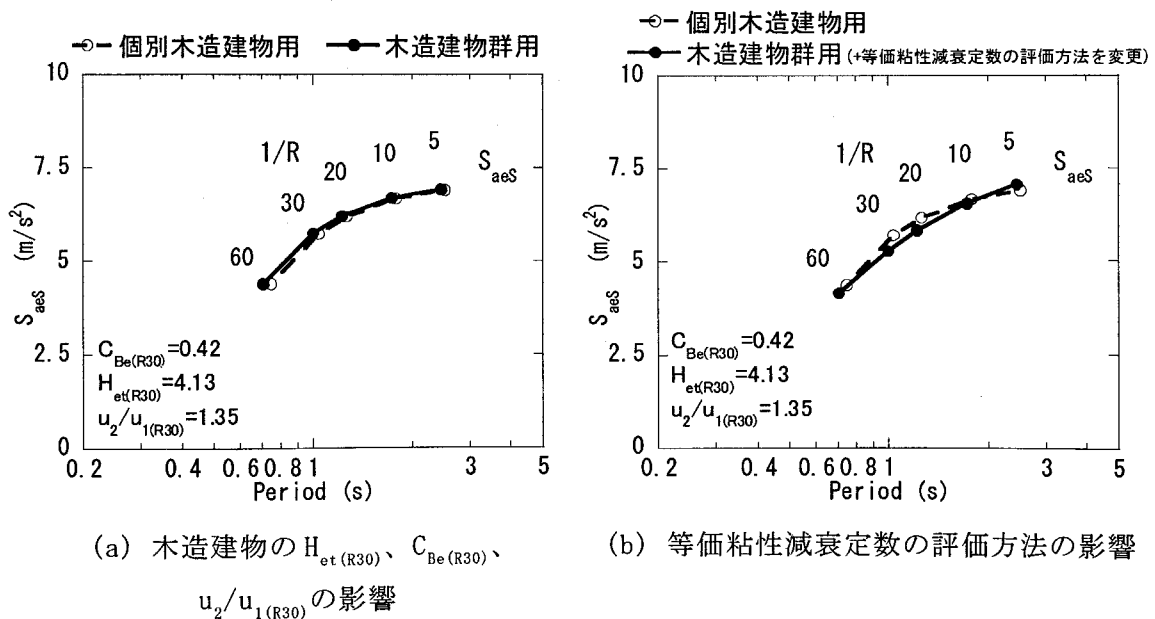 個別木造建物用 木造建物群用
10
7.5
5
2.5
0
S_aeS (m/s²)
1/R
5
10
20
30
60
S_aeS
C_Be(R30)=0.42
H_et(R30)=4.13
u₂/u₁(R30)=1.35
0.2 0.4 0.6 0.8 1 3 5
Period (s)
(a) 木造建物のH_et(R30)、C_Be(R30)、
u₂/u₁(R30)の影響
個別木造建物用
木造建物群用(+等価粘性減衰定数の評価方法を変更)
10
7.5
5
2.5
0
S_aeS (m/s²)
1/R
5
10
20
30
60
S_aeS
C_Be(R30)=0.42
H_et(R30)=4.13
u₂/u₁(R30)=1.35
0.2 0.4 0.6 0.8 1 3 5
Period (s)
(b) 等価粘性減衰定数の評価方法の影響